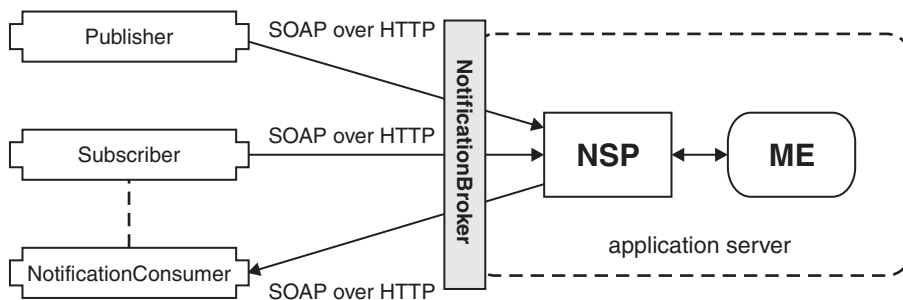 Publisher
SOAP over HTTP
NotificationBroker
Subscriber
SOAP over HTTP
NSP
ME
application server
NotificationConsumer
SOAP over HTTP